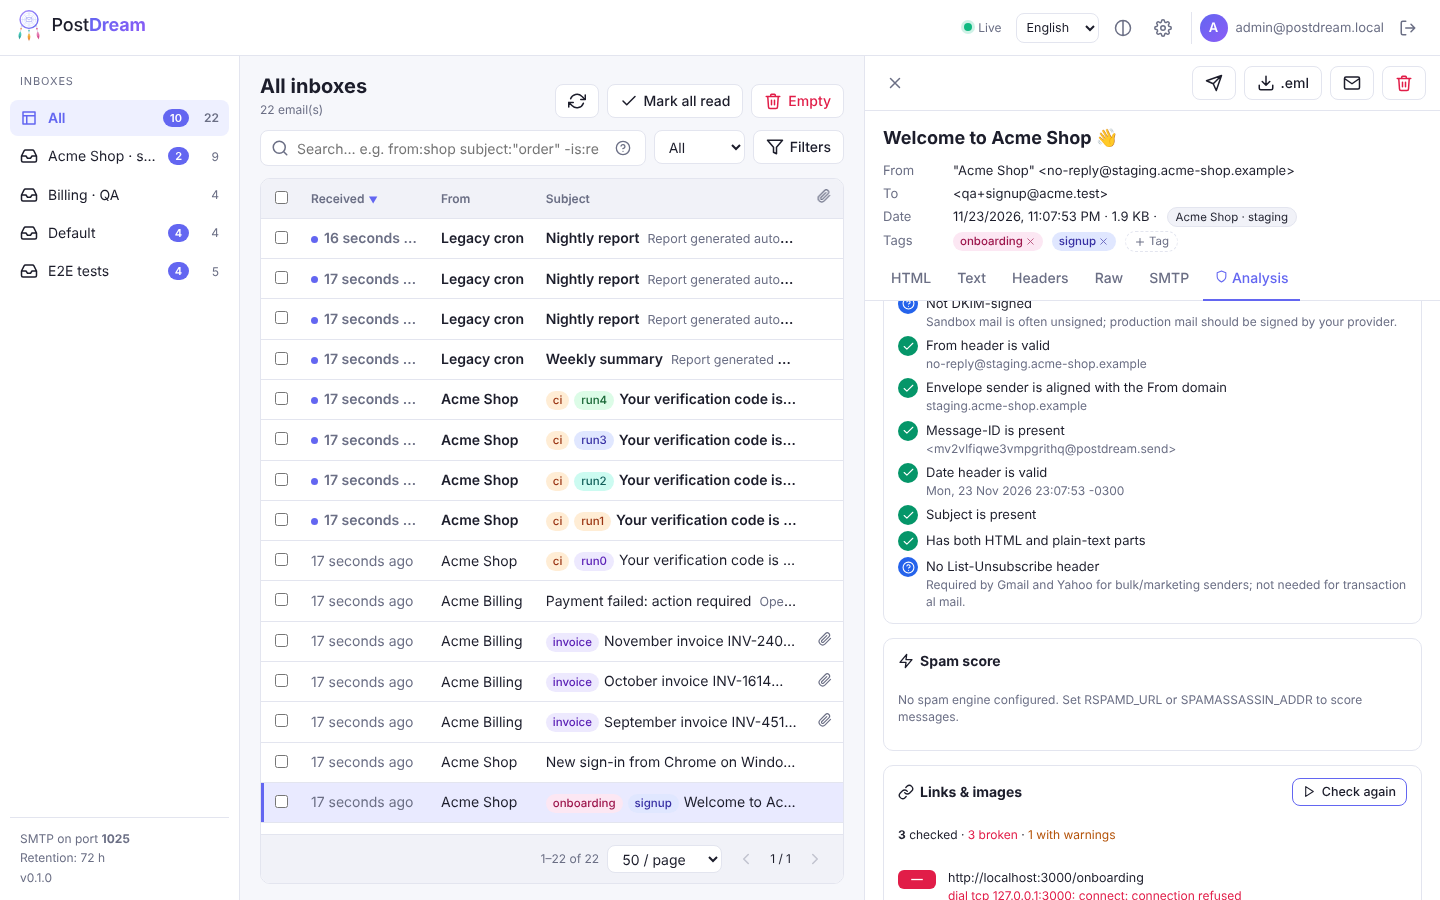 PostDream
Live
English
A
admin@postdream.local
INBOXES
All 10 22
Acme Shop · s... 2 9
Billing · QA 4
Default 4 4
E2E tests 4 5
SMTP on port 1025
Retention: 72 h
v0.1.0
All inboxes
22 email(s)
Mark all read
Empty
Search... e.g. from:shop subject:"order" -is:re
All
Filters
Received ▼ From Subject
16 seconds ... Legacy cron Nightly report Report generated auto...
17 seconds ... Legacy cron Nightly report Report generated auto...
17 seconds ... Legacy cron Nightly report Report generated auto...
17 seconds ... Legacy cron Weekly summary Report generated ...
17 seconds ... Acme Shop ci run4 Your verification code is...
17 seconds ... Acme Shop ci run3 Your verification code is...
17 seconds ... Acme Shop ci run2 Your verification code is...
17 seconds ... Acme Shop ci run1 Your verification code is ...
17 seconds ago Acme Shop ci run0 Your verification code is ...
17 seconds ago Acme Billing Payment failed: action required Ope...
17 seconds ago Acme Billing invoice November invoice INV-240...
17 seconds ago Acme Billing invoice October invoice INV-1614...
17 seconds ago Acme Billing invoice September invoice INV-451...
17 seconds ago Acme Shop New sign-in from Chrome on Windo...
17 seconds ago Acme Shop onboarding signup Welcome to Ac...
1–22 of 22
50 / page
1 / 1
.eml
Welcome to Acme Shop 👋
From "Acme Shop" <no-reply@staging.acme-shop.example>
To <qa+signup@acme.test>
Date 11/23/2026, 11:07:53 PM · 1.9 KB · Acme Shop · staging
Tags onboarding × signup × + Tag
HTML Text Headers Raw SMTP Analysis
Not DKIM-signed
Sandbox mail is often unsigned; production mail should be signed by your provider.
From header is valid
no-reply@staging.acme-shop.example
Envelope sender is aligned with the From domain
staging.acme-shop.example
Message-ID is present
<mv2vlfiqwe3vmpgrithq@postdream.send>
Date header is valid
Mon, 23 Nov 2026 23:07:53 -0300
Subject is present
Has both HTML and plain-text parts
No List-Unsubscribe header
Required by Gmail and Yahoo for bulk/marketing senders; not needed for transaction
al mail.
Spam score
No spam engine configured. Set RSPAMD_URL or SPAMASSASSIN_ADDR to score
messages.
Links & images
Check again
3 checked · 3 broken · 1 with warnings
— http://localhost:3000/onboarding
dial tcp 127.0.0.1:3000: connect: connection refused